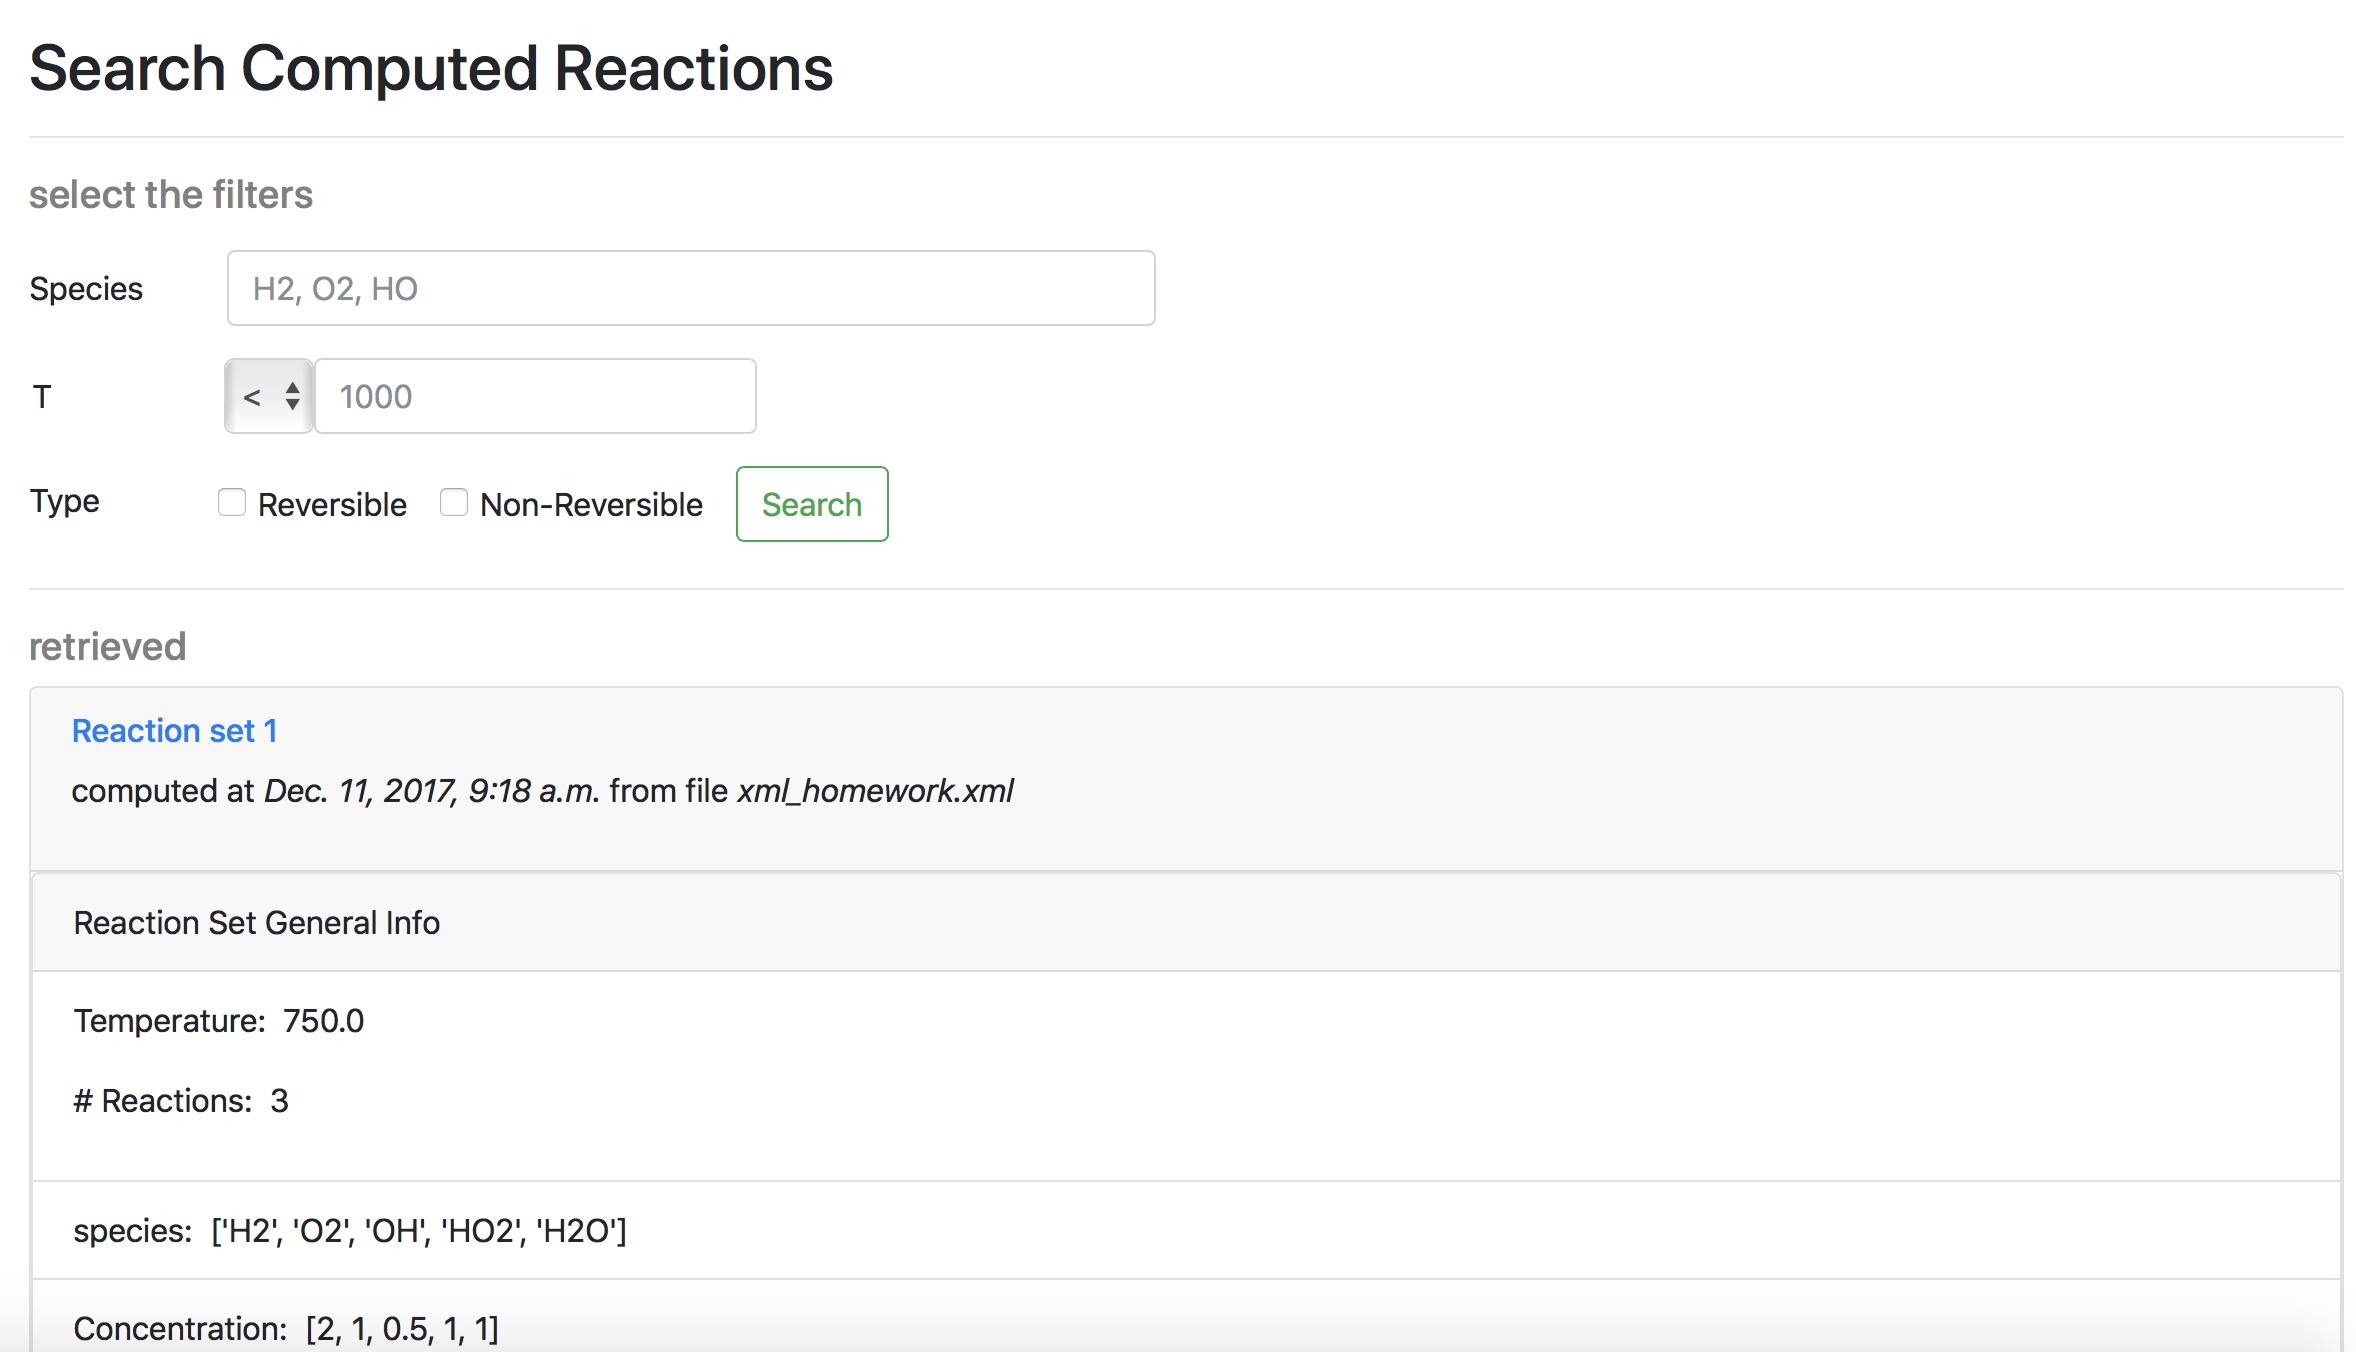 Search Computed Reactions
select the filters
Species H2, O2, HO
T < 1000
Type Reversible Non-Reversible Search
retrieved
Reaction set 1
computed at Dec. 11, 2017, 9:18 a.m. from file xml_homework.xml
Reaction Set General Info
Temperature: 750.0
# Reactions: 3
species: ['H2', 'O2', 'OH', 'HO2', 'H2O']
Concentration: [2, 1, 0.5, 1, 1]